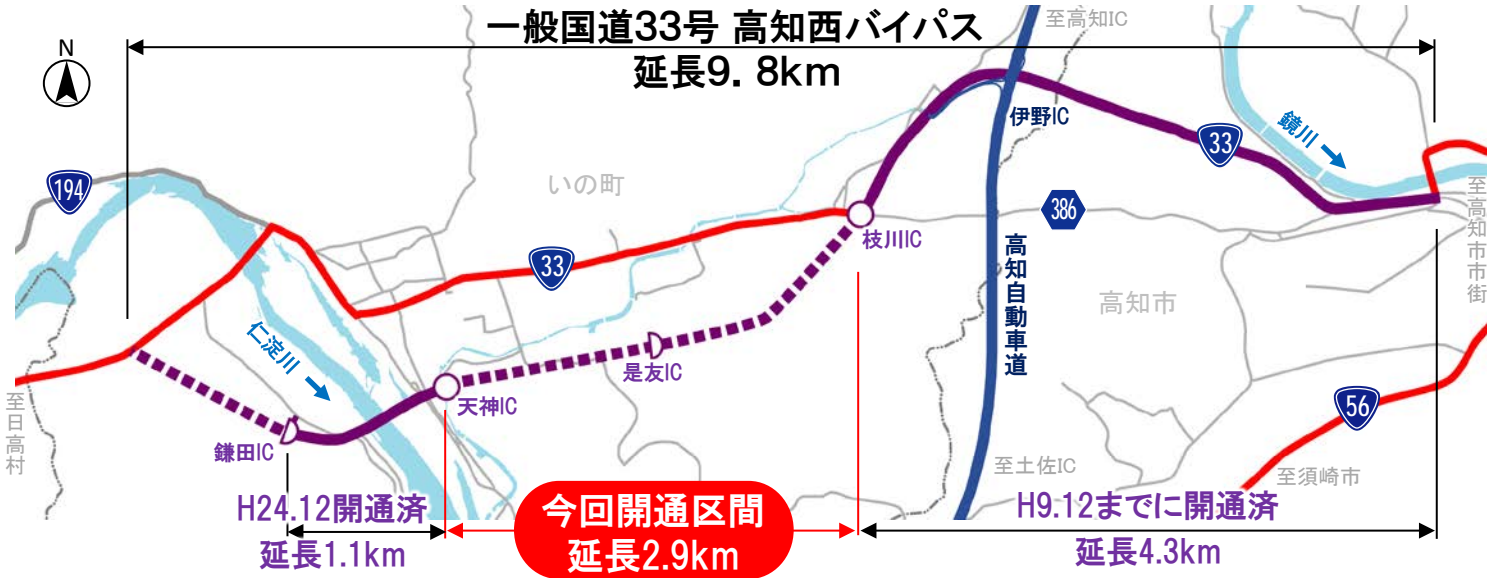 一般国道33号 高知西バイパス
延長9.8km
N
至高知IC
伊野IC
33
鏡川
194
いの町
386
至高知市市街
枝川IC
33
高知自動車道
高知市
仁淀川
是友IC
天神IC
56
至日高村
鎌田IC
至土佐IC
至須崎市
H24.12開通済
延長1.1km
今回開通区間
延長2.9km
H9.12までに開通済
延長4.3km